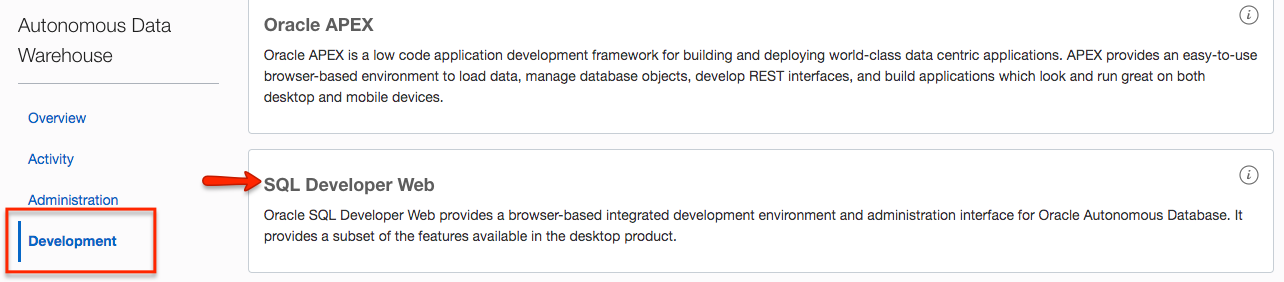 Autonomous Data
Warehouse
Overview
Activity
Administration
Development
Oracle APEX
Oracle APEX is a low code application development framework for building and deploying world-class data centric applications. APEX provides an easy-to-use
browser-based environment to load data, manage database objects, develop REST interfaces, and build applications which look and run great on both
desktop and mobile devices.
SQL Developer Web
Oracle SQL Developer Web provides a browser-based integrated development environment and administration interface for Oracle Autonomous Database. It
provides a subset of the features available in the desktop product.